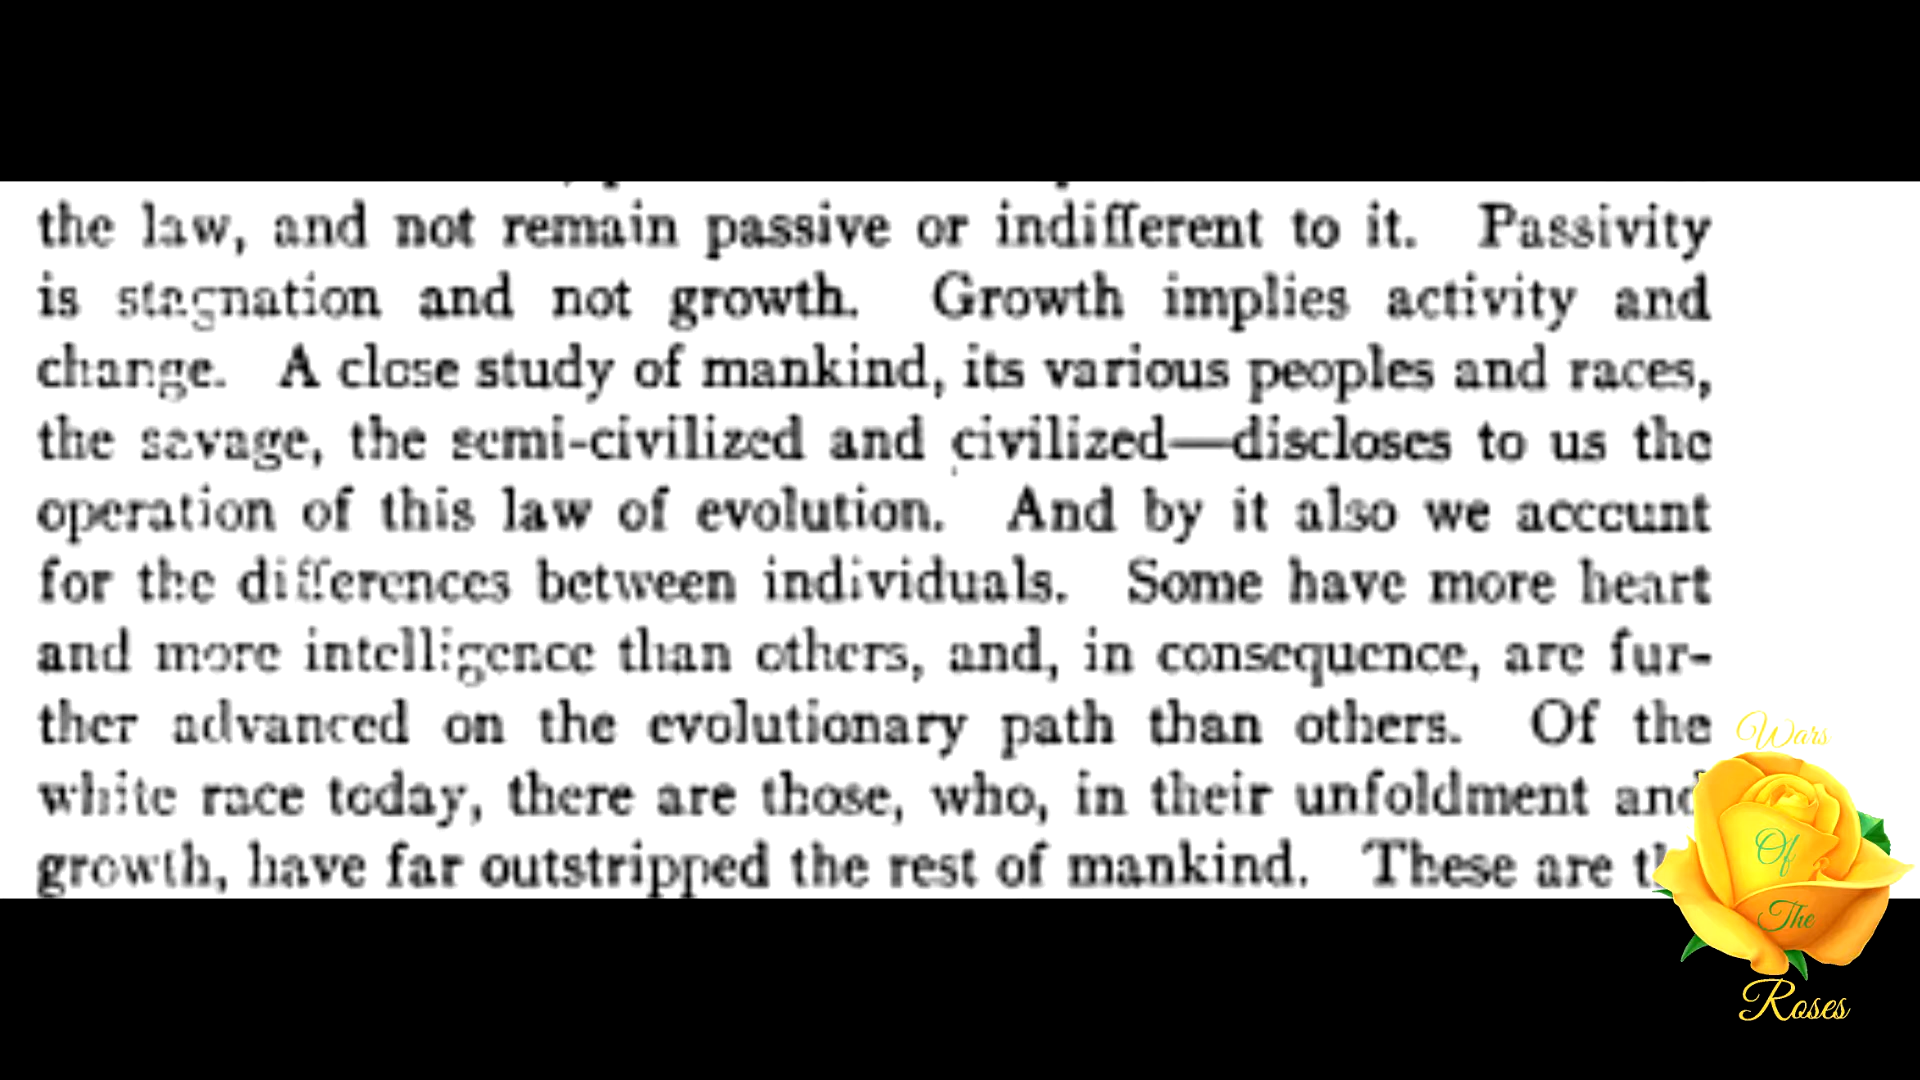 the law, and not remain passive or indifferent to it. Passivity
is stagnation and not growth. Growth implies activity and
change. A close study of mankind, its various peoples and races,
the savage, the semi-civilized and civilized—discloses to us the
operation of this law of evolution. And by it also we account
for the differences between individuals. Some have more heart
and more intelligence than others, and, in consequence, are fur-
ther advanced on the evolutionary path than others. Of the
white race today, there are those, who, in their unfoldment and
growth, have far outstripped the rest of mankind. These are
Wars
Of
The
Roses